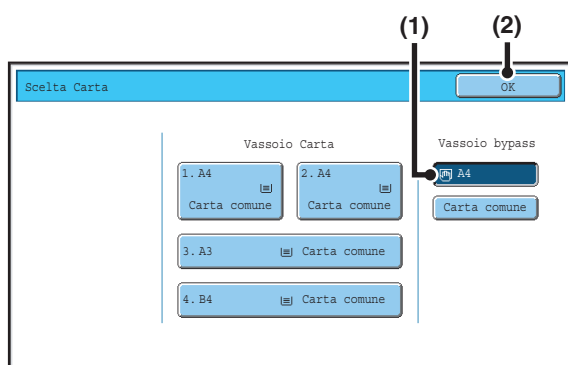 (1) (2)
Scelta Carta OK
Vassoio Carta Vassoio bypass
1. A4
Carta comune
2. A4
Carta comune
A4
Carta comune
3. A3 Carta comune
4. B4 Carta comune